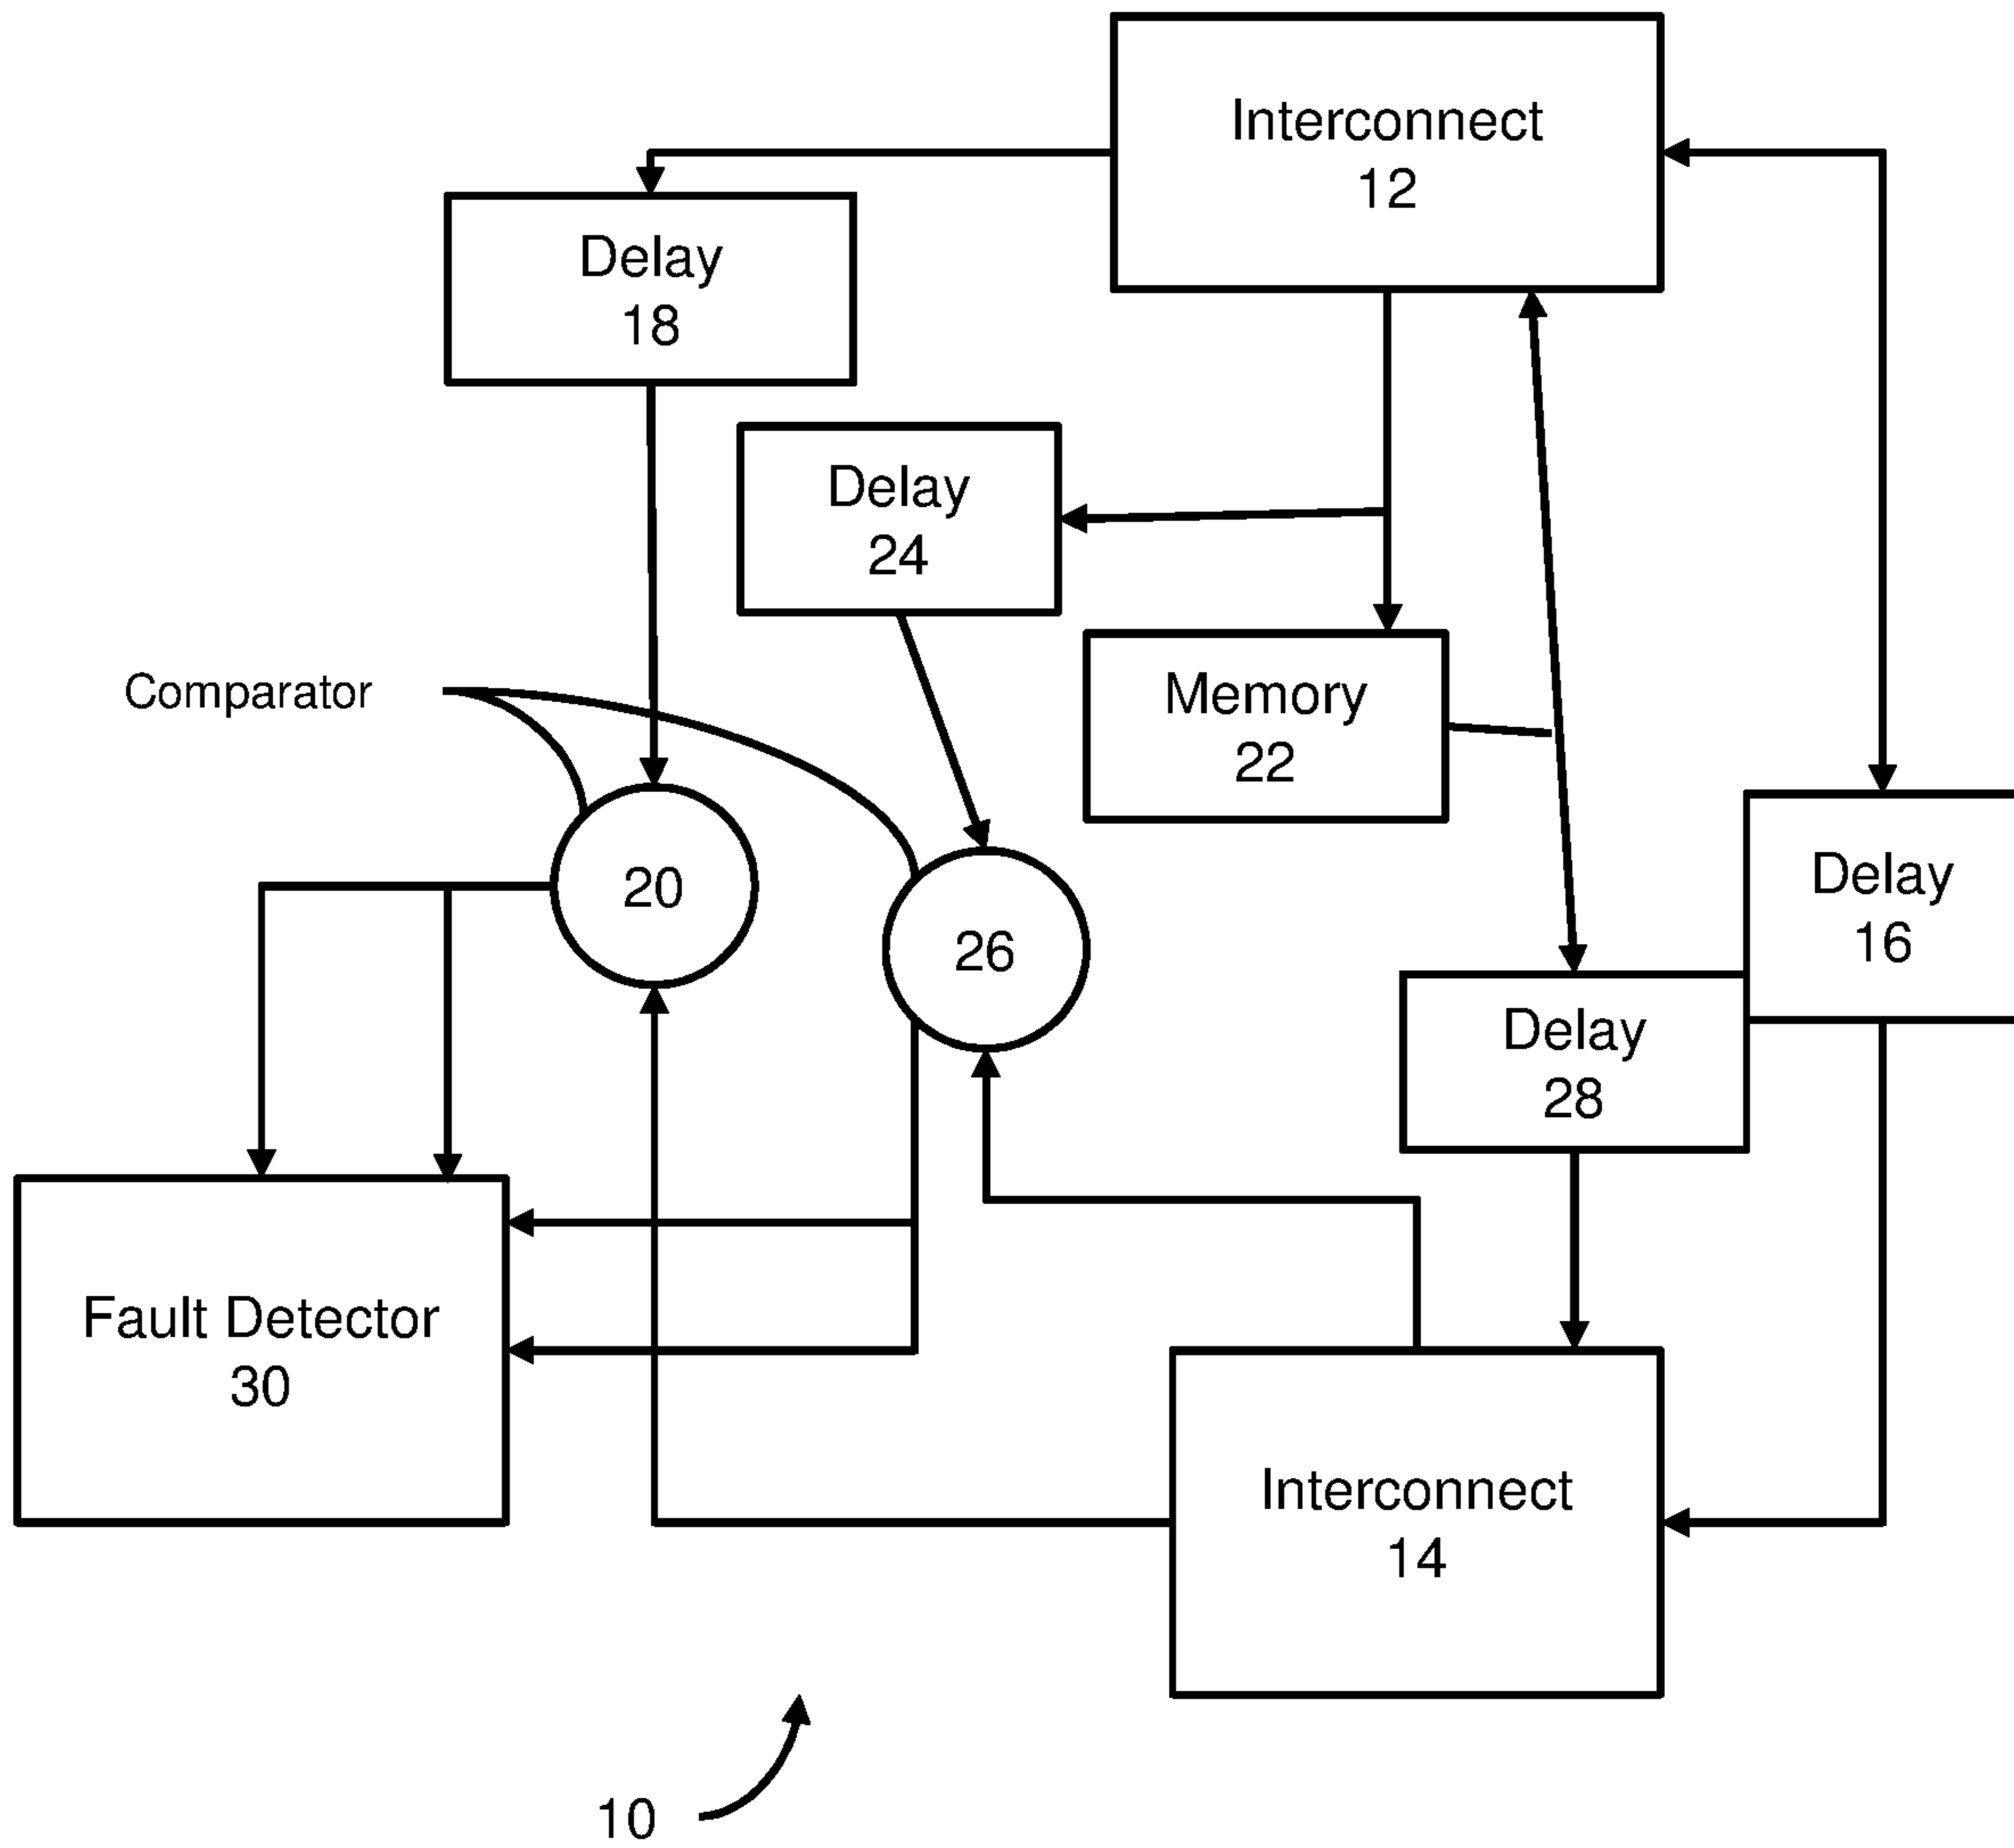 Interconnect
12
Delay
18
Delay
24
Comparator
Memory
22
20
26
Delay
16
Delay
28
Fault Detector
30
Interconnect
14
10